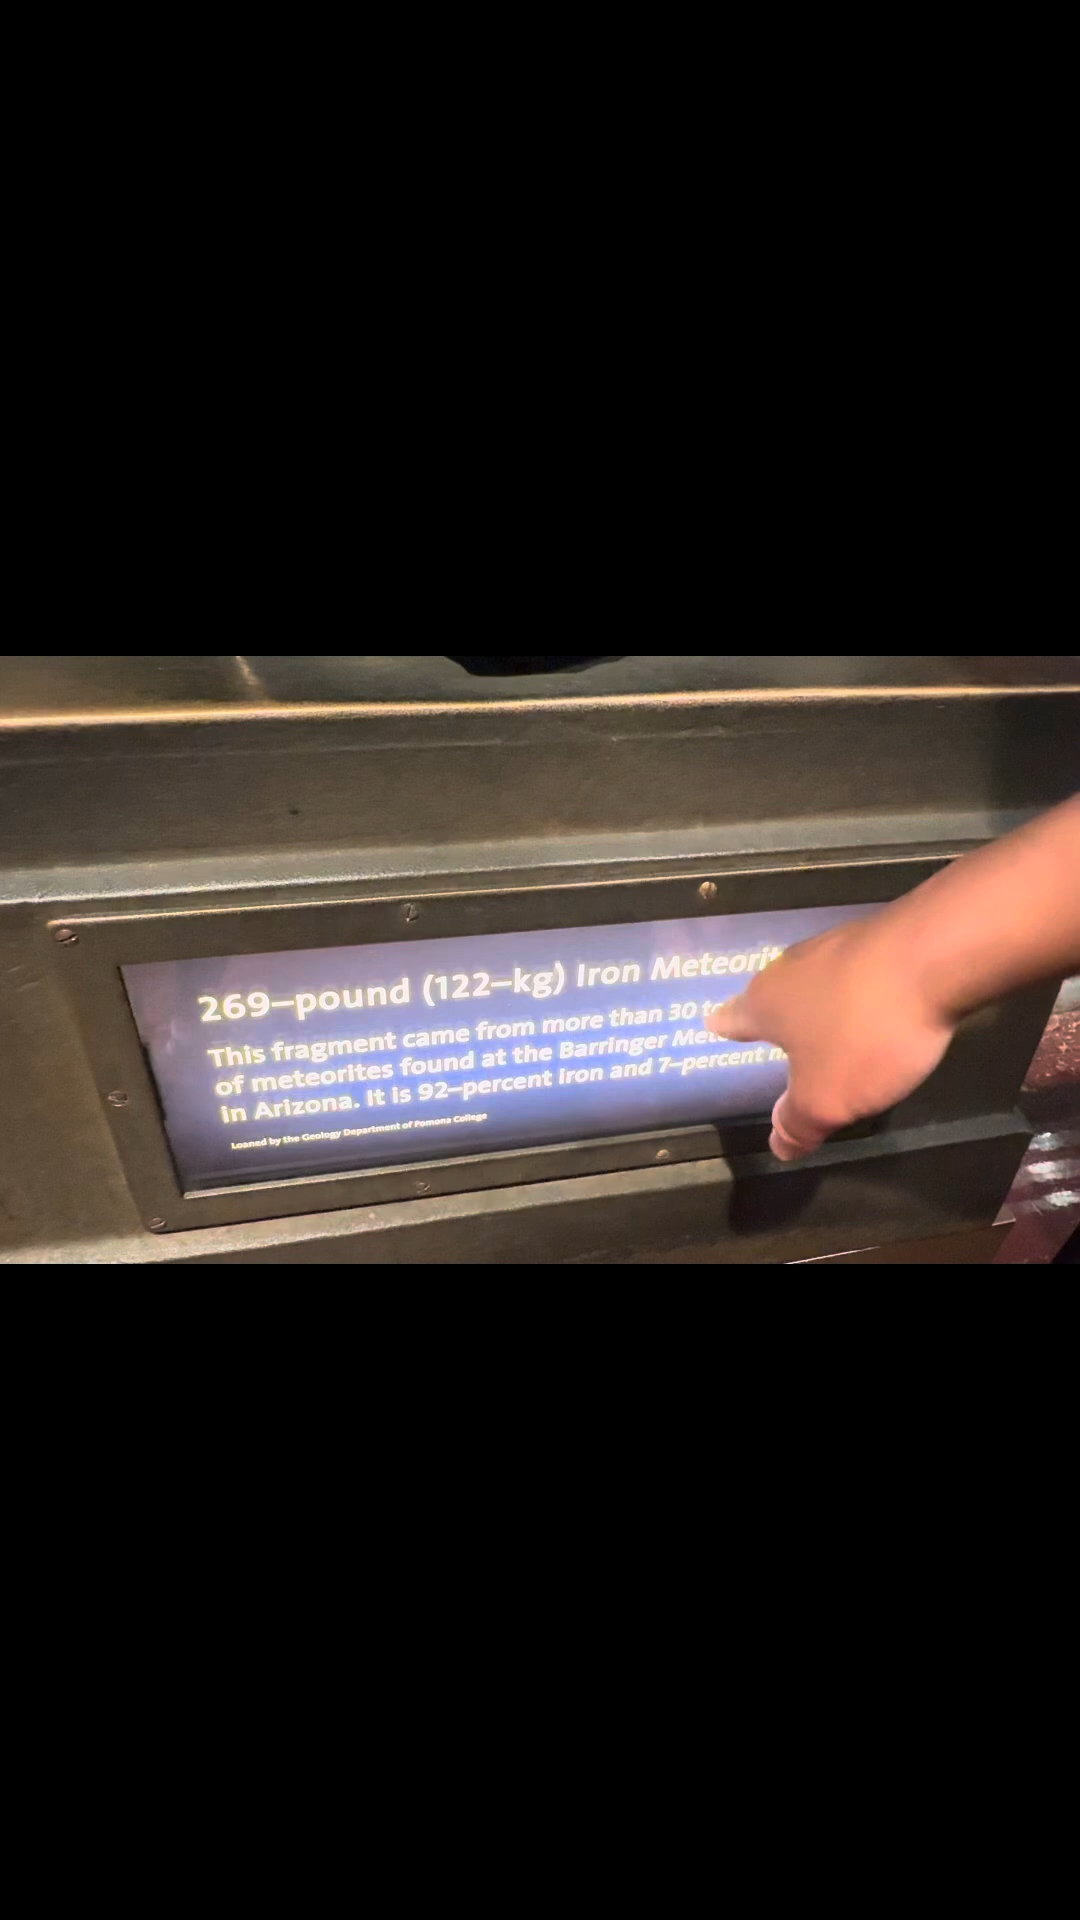 269–pound (122–kg) Iron Meteorit
This fragment came from more than 30
of meteorites found at the Barringer
in Arizona. It is 92–percent iron and 7–percent
Loaned by the Geology Department of Pomona College